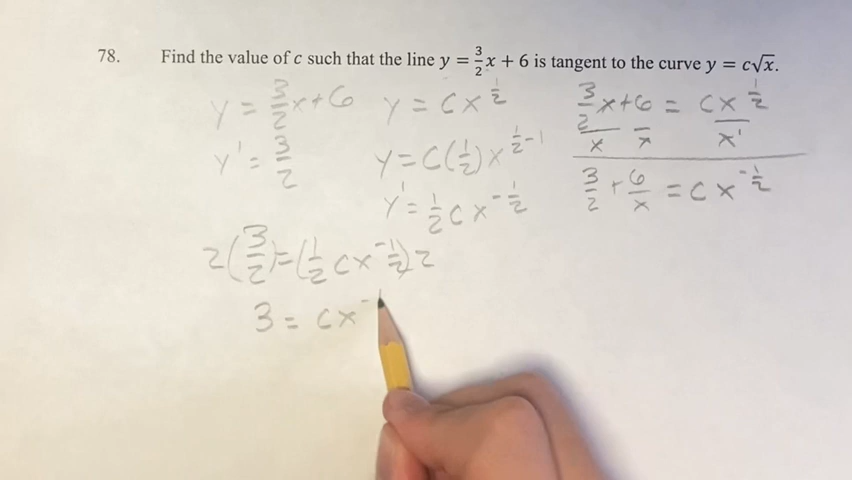 78. Find the value of c such that the line y = 3/2 x + 6 is tangent to the curve y = c√x.
y = 3/2 x + 6
y' = 3/2
y = cx^(1/2)
y' = c(1/2)x^(1/2 - 1)
y' = 1/2 cx^(-1/2)
2(3/2) = (1/2 cx^(-1/2))2
3 = cx^-
(3/2 x)/x + 6/x = cx^(1/2)/x^1
3/2 + 6/x = cx^(-1/2)